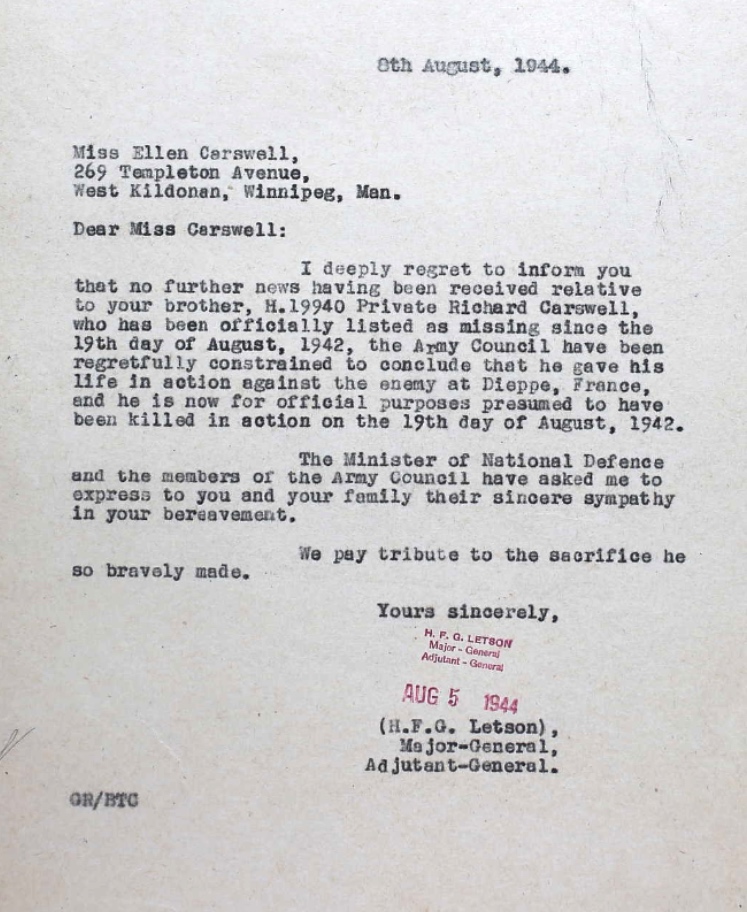 8th August, 1944.
Miss Ellen Carswell,
269 Templeton Avenue,
West Kildonan, Winnipeg, Man.
Dear Miss Carswell:
I deeply regret to inform you
that no further news having been received relative
to your brother, H.19940 Private Richard Carswell,
who has been officially listed as missing since the
19th day of August, 1942, the Army Council have been
regretfully constrained to conclude that he gave his
life in action against the enemy at Dieppe, France,
and he is now for official purposes presumed to have
been killed in action on the 19th day of August, 1942.
The Minister of National Defence
and the members of the Army Council have asked me to
express to you and your family their sincere sympathy
in your bereavement.
We pay tribute to the sacrifice he
so bravely made.
Yours sincerely,
H. F. G. LETSON
Major - General
Adjutant - General
AUG 5 1944
(H.F.G. Letson),
Major-General,
Adjutant-General.
GR/BTC